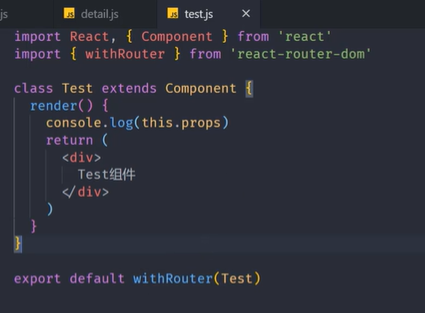 js
JS detail.js
JS test.js ×
import React, { Component } from 'react'
import { withRouter } from 'react-router-dom'
class Test extends Component {
render() {
console.log(this.props)
return (
<div>
Test组件
</div>
)
}
}
export default withRouter(Test)